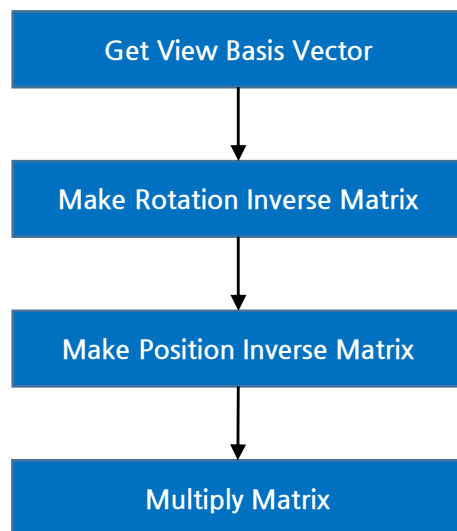 Get View Basis Vector
Make Rotation Inverse Matrix
Make Position Inverse Matrix
Multiply Matrix